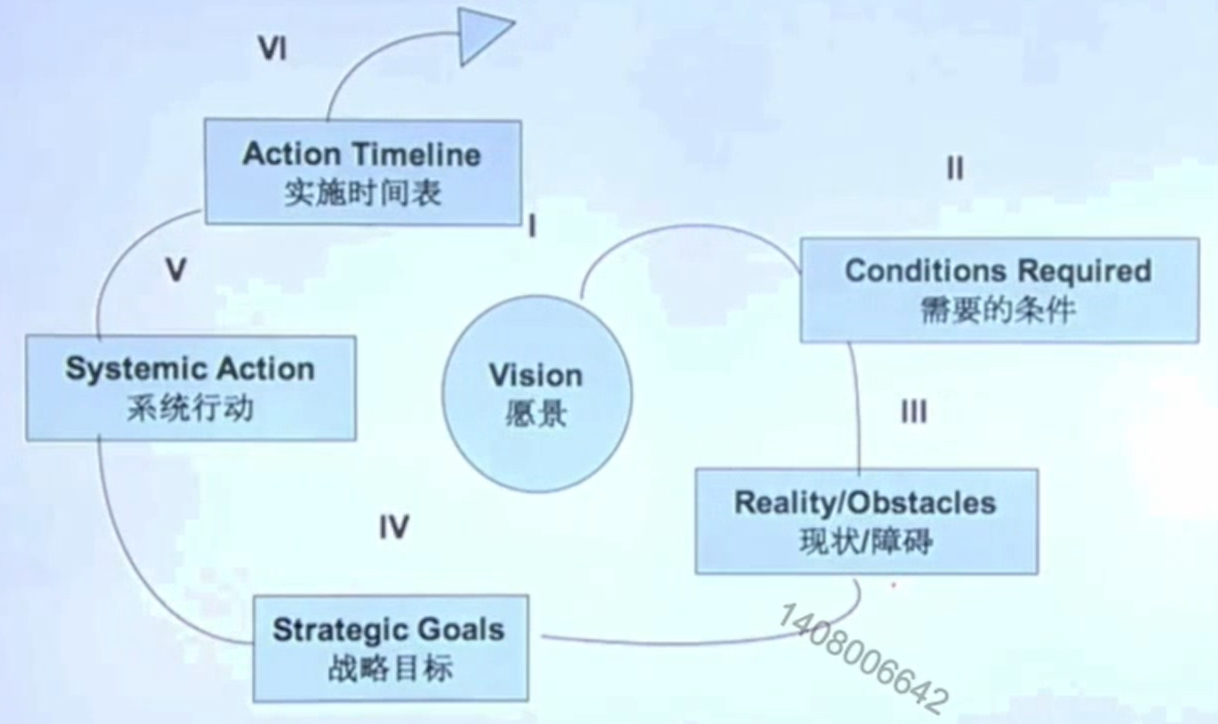 VI
Action Timeline
实施时间表
II
I
V
Conditions Required
需要的条件
Systemic Action
系统行动
Vision
愿景
III
Reality/Obstacles
现状/障碍
IV
Strategic Goals
战略目标
1408006642